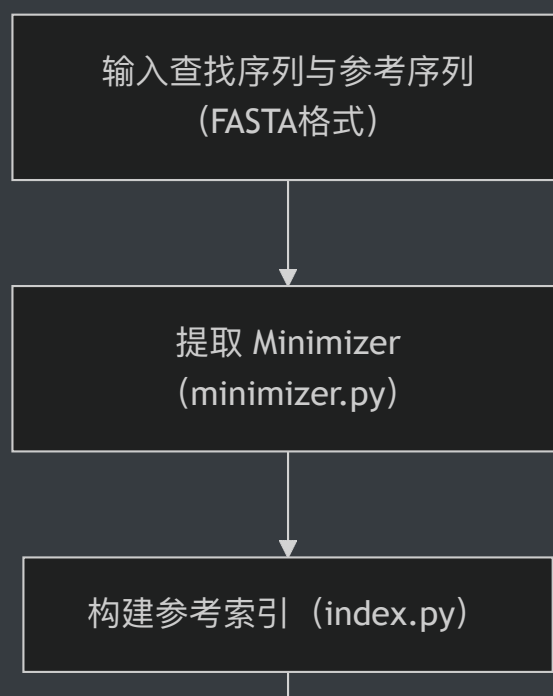 输入查找序列与参考序列
（FASTA格式）
提取 Minimizer
（minimizer.py）
构建参考索引（index.py）